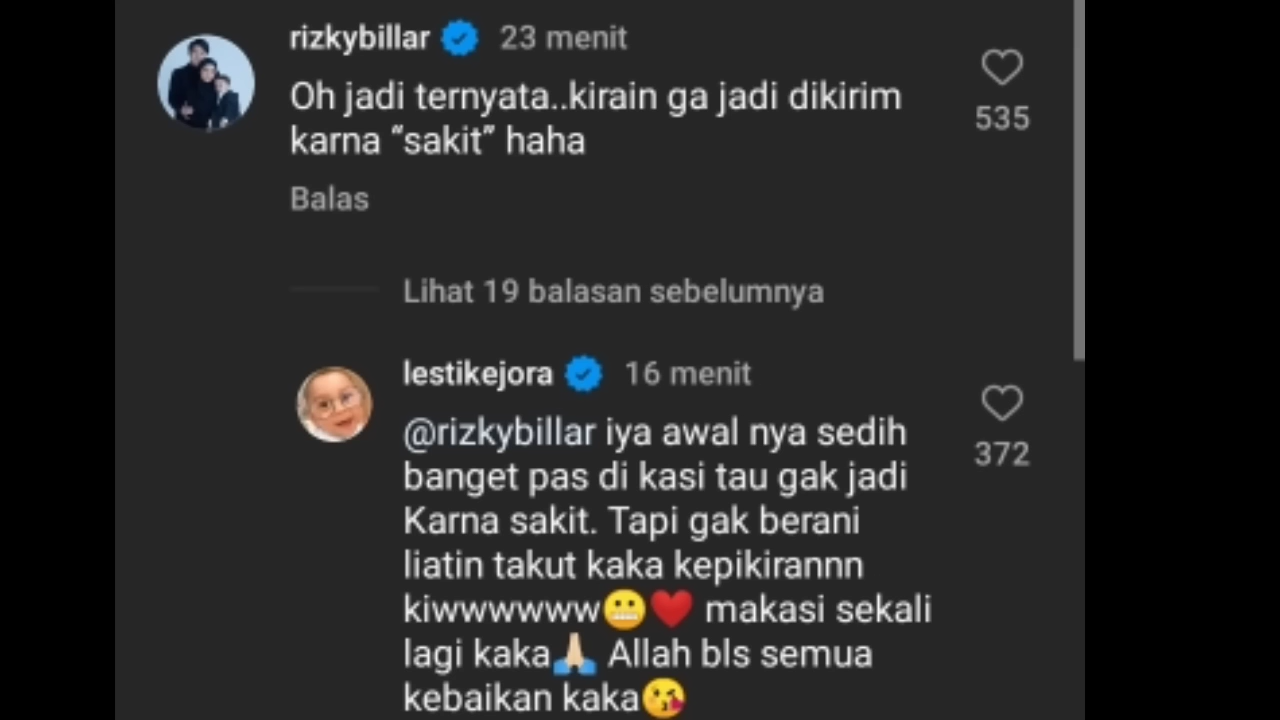 rizkybillar 23 menit
Oh jadi ternyata..kirain ga jadi dikirim
karna “sakit” haha
535
Balas
Lihat 19 balasan sebelumnya
lestikejora 16 menit
@rizkybillar iya awal nya sedih
banget pas di kasi tau gak jadi
Karna sakit. Tapi gak berani
liatin takut kaka kepikirannn
kiwwwwww😬❤️ makasi sekali
lagi kaka🙏🏻 Allah bls semua
kebaikan kaka😘
372